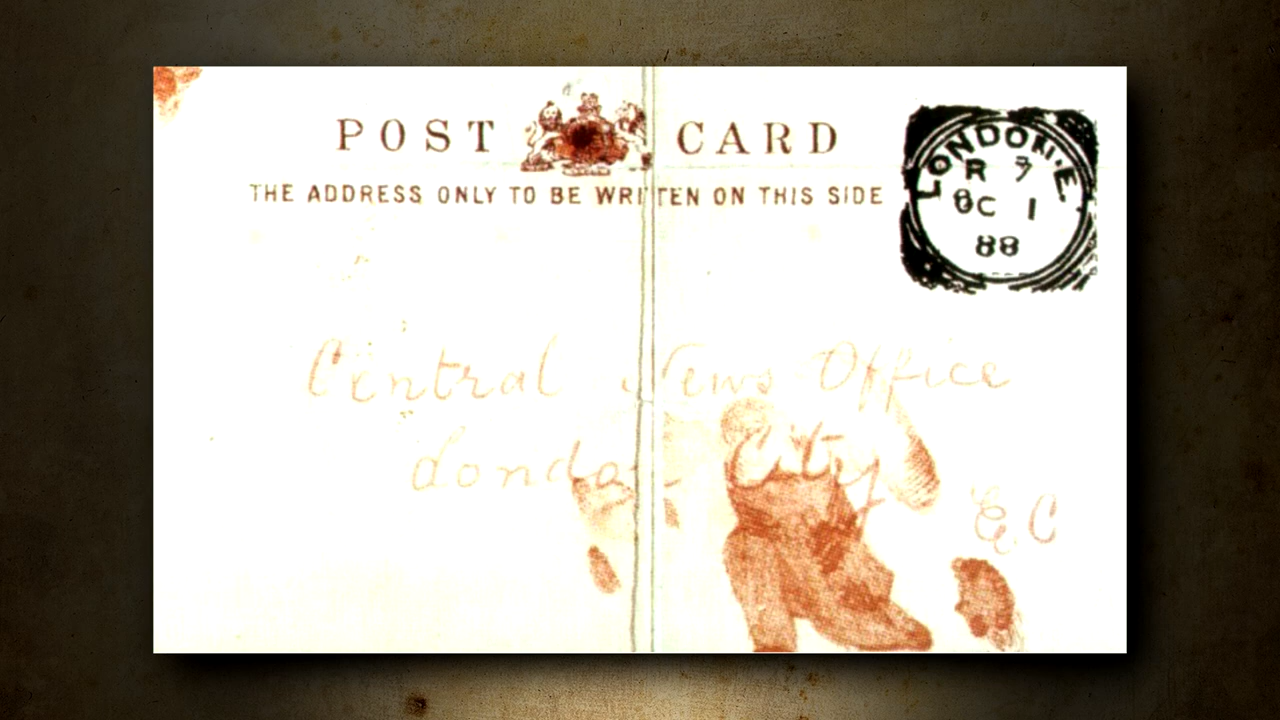 POST CARD
THE ADDRESS ONLY TO BE WRITTEN ON THIS SIDE
LONDON.E.
R 7
OC 1
88
Central News Office
London City
E C